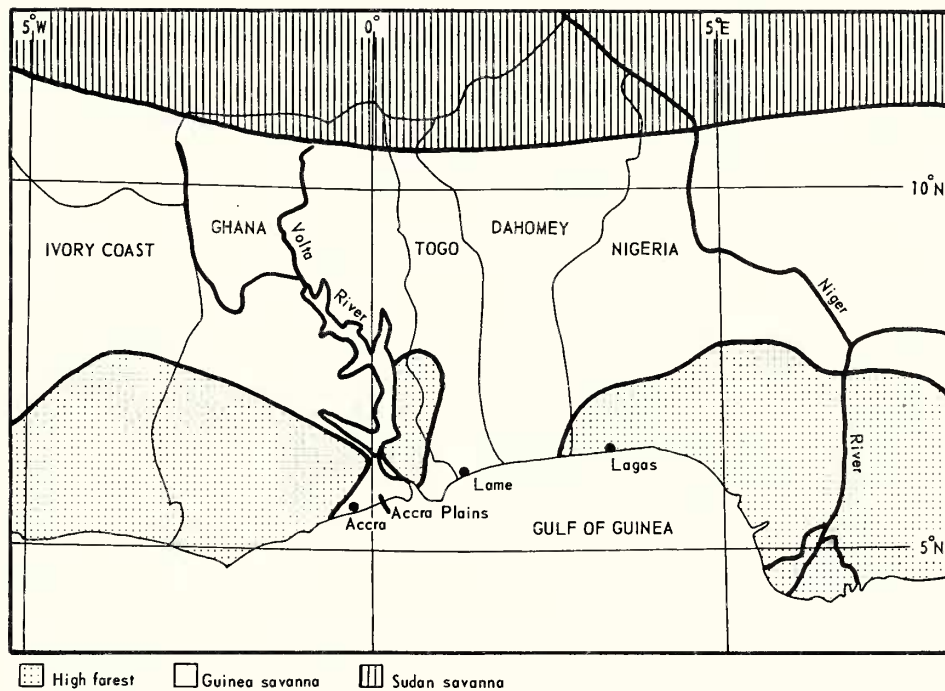 5°W
0°
5°E
10°N
IVORY COAST
GHANA
Volta
River
TOGO
DAHOMEY
NIGERIA
Niger
River
Lagas
Lame
Accra
Accra Plains
GULF OF GUINEA
5°N
High farest
Guinea savanna
Sudan savanna